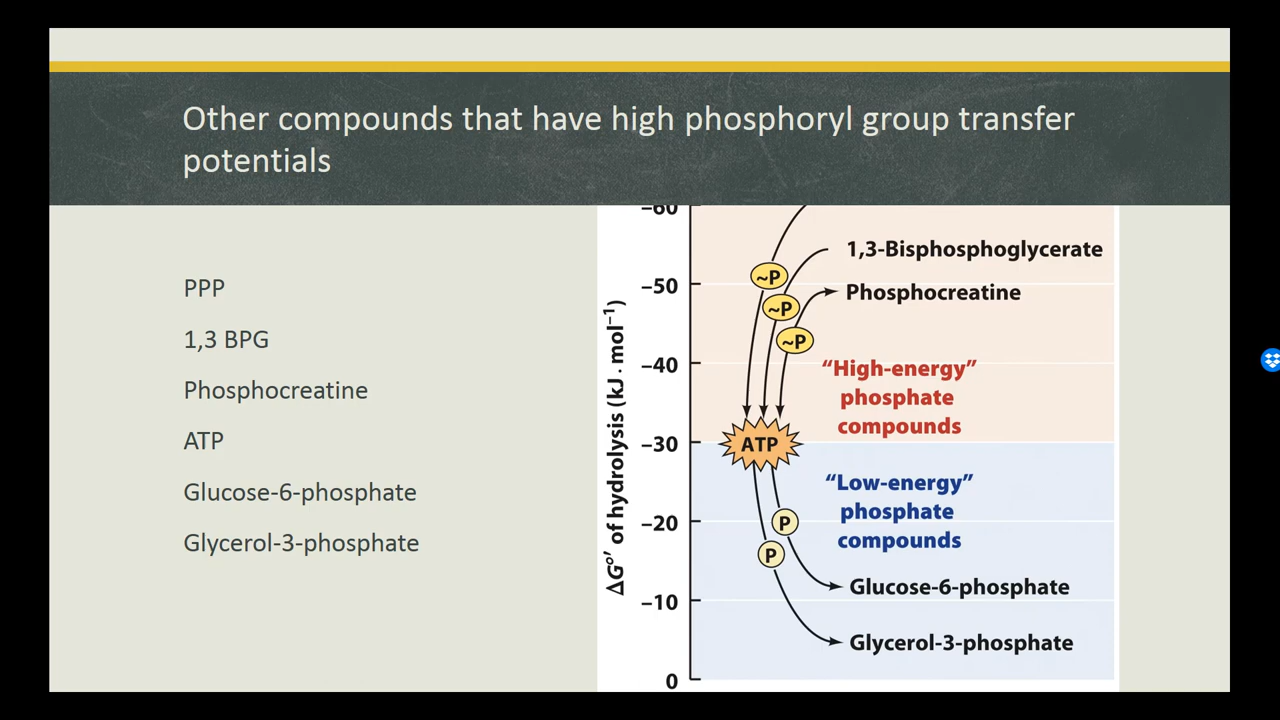 Other compounds that have high phosphoryl group transfer
potentials
PPP
1,3 BPG
Phosphocreatine
ATP
Glucose-6-phosphate
Glycerol-3-phosphate
ΔG°′ of hydrolysis (kJ . mol⁻¹)
–60
–50
–40
–30
–20
–10
0
1,3-Bisphosphoglycerate
~P
Phosphocreatine
~P
~P
“High-energy”
phosphate
compounds
ATP
“Low-energy”
phosphate
compounds
P
P
Glucose-6-phosphate
Glycerol-3-phosphate